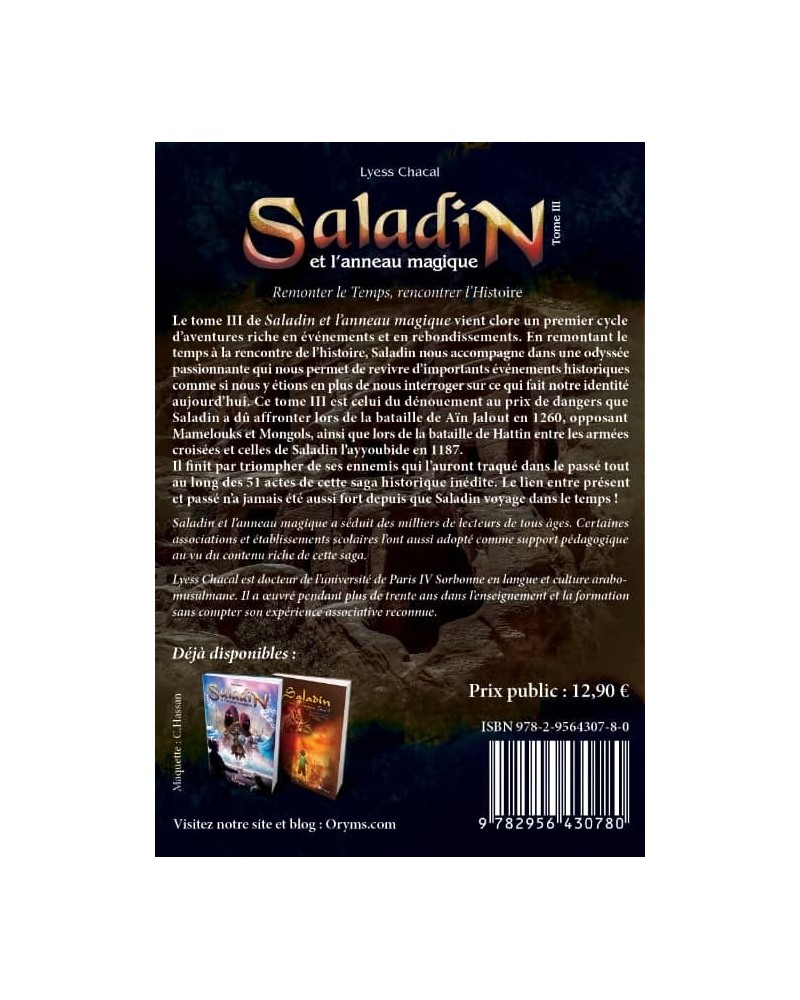 Lyess Chacal
Saladin
Tome III
et l'anneau magique
Remonter le Temps, rencontrer l'Histoire
Le tome III de Saladin et l'anneau magique vient clore un premier cycle
d'aventures riche en événements et en rebondissements. En remontant le
temps à la rencontre de l'histoire, Saladin nous accompagne dans une odyssée
passionnante qui nous permet de revivre d'importants événements historiques
comme si nous y étions en plus de nous interroger sur ce qui fait notre identité
aujourd'hui. Ce tome III est celui du dénouement au prix de dangers que
Saladin a dû affronter lors de la bataille de Aïn Jalout en 1260, opposant
Mamelouks et Mongols, ainsi que lors de la bataille de Hattin entre les armées
croisées et celles de Saladin l'ayyoubide en 1187.
Il finit par triompher de ses ennemis qui l'auront traqué dans le passé tout
au long des 51 actes de cette saga historique inédite. Le lien entre présent
et passé n'a jamais été aussi fort depuis que Saladin voyage dans le temps !
Saladin et l'anneau magique a séduit des milliers de lecteurs de tous âges. Certaines
associations et établissements scolaires l'ont aussi adopté comme support pédagogique
au vu du contenu riche de cette saga.
Lyess Chacal est docteur de l'université de Paris IV Sorbonne en langue et culture arabo-
musulmane. Il a œuvré pendant plus de trente ans dans l'enseignement et la formation
sans compter son expérience associative reconnue.
Déjà disponibles :
Saladin
Saladin
Maquette : C.Hassan
Prix public : 12,90 €
ISBN 978-2-9564307-8-0
9 782956 430780
Visitez notre site et blog : Oryms.com